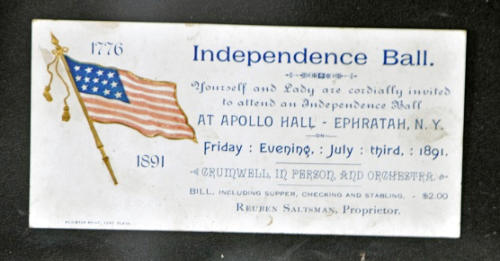 1776
Independence Ball.
Yourself and Lady are cordially invited
to attend an Independence Ball
AT APOLLO HALL - EPHRATAH, N. Y.
ON
Friday : Evening, : July : third, : 1891.
1891
CRUMWELL, IN PERSON, AND ORCHESTRA.
BILL, INCLUDING SUPPER, CHECKING AND STABLING, - $2.00
REUBEN SALTSMAN, Proprietor.